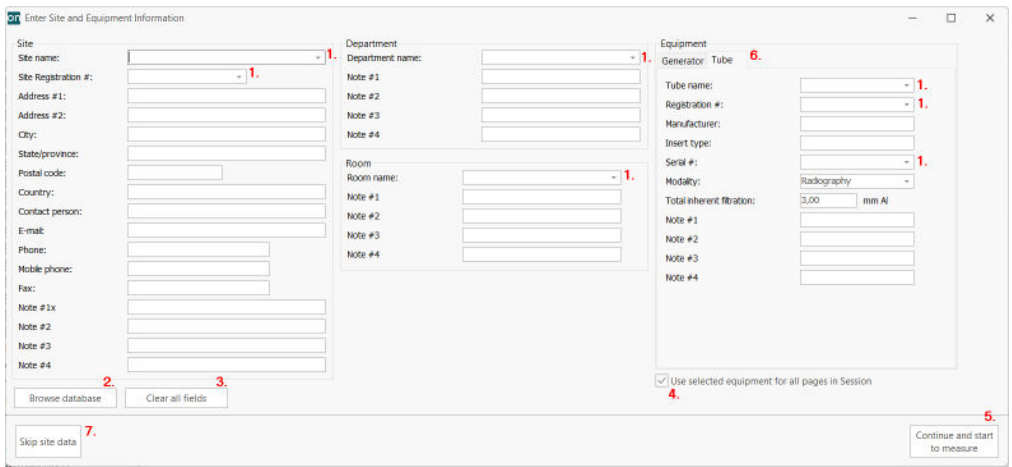 on Enter Site and Equipment Information
Site
Site name: 1.
Site Registration #: 1.
Address #1:
Address #2:
City:
State/province:
Postal code:
Country:
Contact person:
E-mail:
Phone:
Mobile phone:
Fax:
Note #1x
Note #2
Note #3
Note #4
2. 3.
Browse database Clear all fields
Department
Department name: 1.
Note #1
Note #2
Note #3
Note #4
Room
Room name: 1.
Note #1
Note #2
Note #3
Note #4
Equipment
Generator Tube 6.
Tube name: 1.
Registration #: 1.
Manufacturer:
Insert type:
Serial #: 1.
Modality: Radiography
Total inherent filtration: 3,00 mm Al
Note #1
Note #2
Note #3
Note #4
Use selected equipment for all pages in Session
4.
Skip site data 7.
5.
Continue and start
to measure